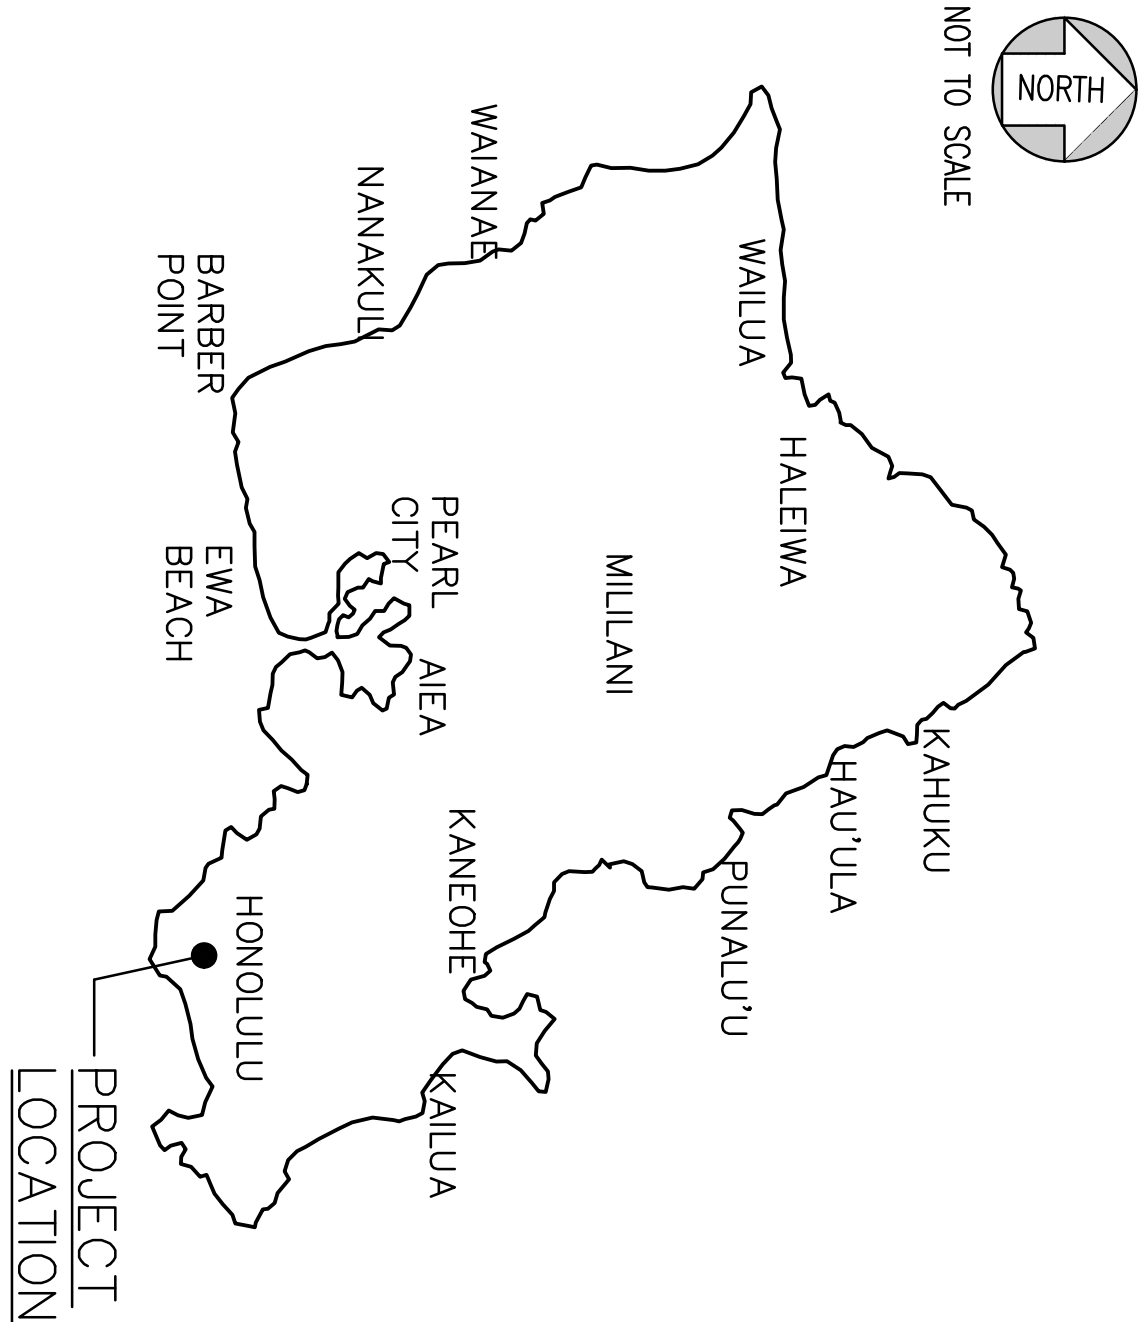 NORTH
NOT TO SCALE
KAHUKU
HAU'ULA
HALEIWA
WAILUA
PUNALU'U
MILILANI
WAIANAE
KANEOHE
PEARL
CITY
AIEA
KAILUA
NANAKULI
HONOLULU
BARBER
POINT
EWA
BEACH
PROJECT
LOCATION